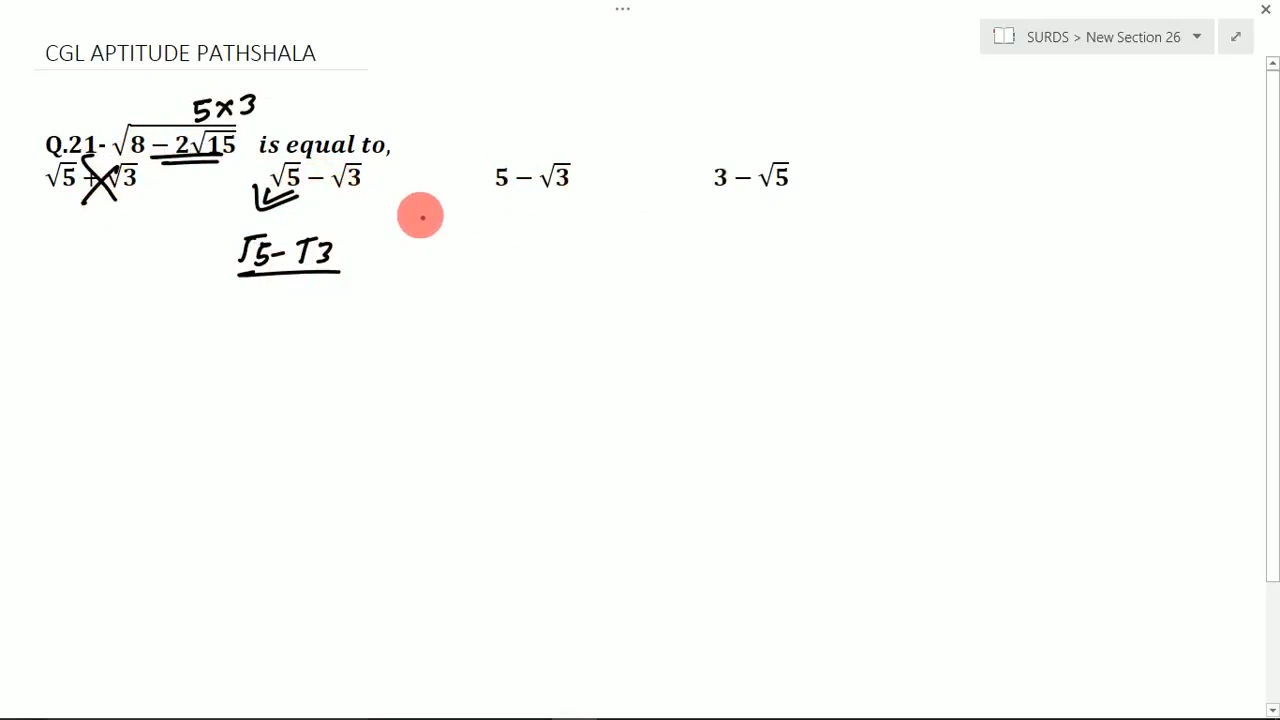 SURDS > New Section 26
CGL APTITUDE PATHSHALA
5×3
Q.21- √8 − 2√15 is equal to,
√5 + √3 √5 − √3 5 − √3 3 − √5
√5 - √3